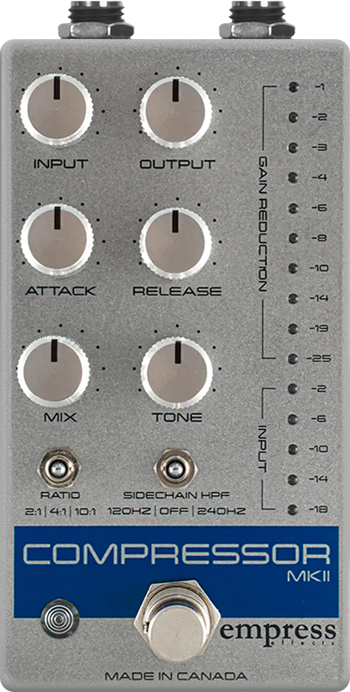 INPUT
OUTPUT
ATTACK
RELEASE
MIX
TONE
RATIO
2:1|4:1|10:1
SIDECHAIN HPF
120HZ|OFF|240HZ
GAIN REDUCTION
-1
-2
-3
-4
-6
-8
-10
-14
-19
-25
INPUT
-2
-6
-10
-14
-18
COMPRESSOR
MKII
empress
effects
MADE IN CANADA